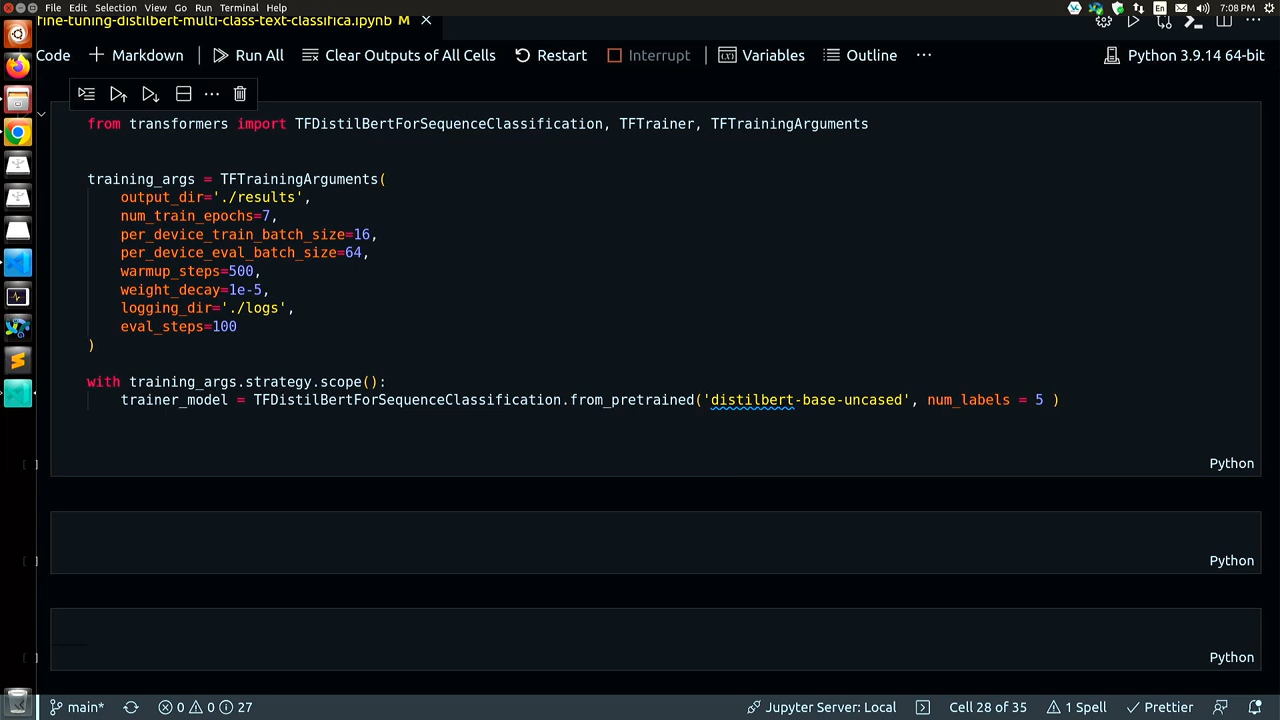 File Edit Selection View Go Run Terminal Help
En 7:08 PM
fine-tuning-distilbert-multi-class-text-classifica.ipynb M
Code Markdown Run All Clear Outputs of All Cells Restart Interrupt Variables Outline ... Python 3.9.14 64-bit
from transformers import TFDistilBertForSequenceClassification, TFTrainer, TFTrainingArguments
training_args = TFTrainingArguments(
output_dir='./results',
num_train_epochs=7,
per_device_train_batch_size=16,
per_device_eval_batch_size=64,
warmup_steps=500,
weight_decay=1e-5,
logging_dir='./logs',
eval_steps=100
)
with training_args.strategy.scope():
trainer_model = TFDistilBertForSequenceClassification.from_pretrained('distilbert-base-uncased', num_labels = 5 )
[ ]
Python
[ ]
Python
[ ]
Python
main* 0 0 27 Jupyter Server: Local Cell 28 of 35 1 Spell Prettier